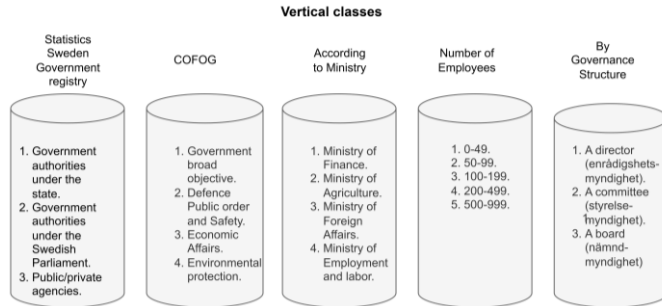 Vertical classes
Statistics
Sweden
Government
registry
COFOG
According
to Ministry
Number of
Employees
By
Governance
Structure
1. Government
authorities
under the
state.
2. Government
authorities
under the
Swedish
Parliament.
3. Public/private
agencies.
1. Government
broad
objective.
2. Defence
Public order
and Safety.
3. Economic
Affairs.
4. Environmental
protection.
1. Ministry of
Finance.
2. Ministry of
Agriculture.
3. Ministry of
Foreign
Affairs.
4. Ministry of
Employment
and labor.
1. 0-49.
2. 50-99.
3. 100-199.
4. 200-499.
5. 500-999.
1. A director
(enrådigshets-
myndighet).
2. A committee
(styrelse-
myndighet).
3. A board
(nämnd-
myndighet)